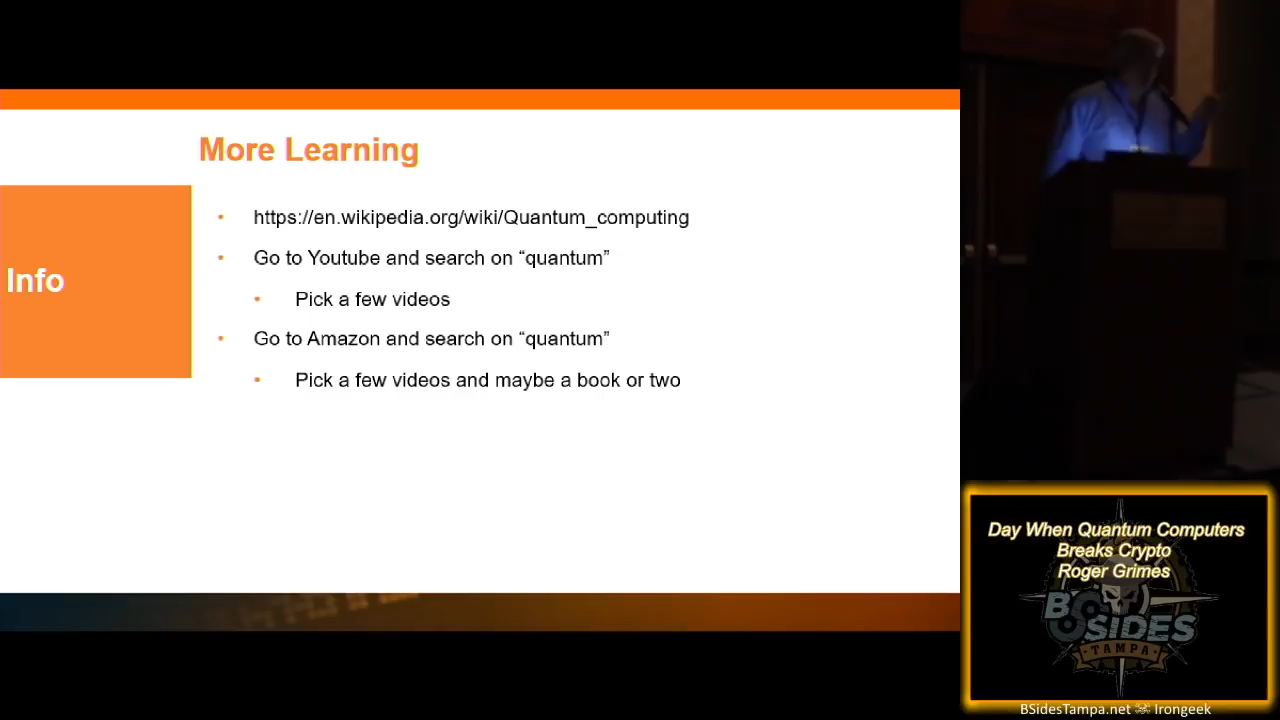 More Learning
Info
https://en.wikipedia.org/wiki/Quantum_computing
Go to Youtube and search on “quantum”
Pick a few videos
Go to Amazon and search on “quantum”
Pick a few videos and maybe a book or two
Day When Quantum Computers
Breaks Crypto
Roger Grimes
BSIDES
TAMPA
BSidesTampa.net Irongeek